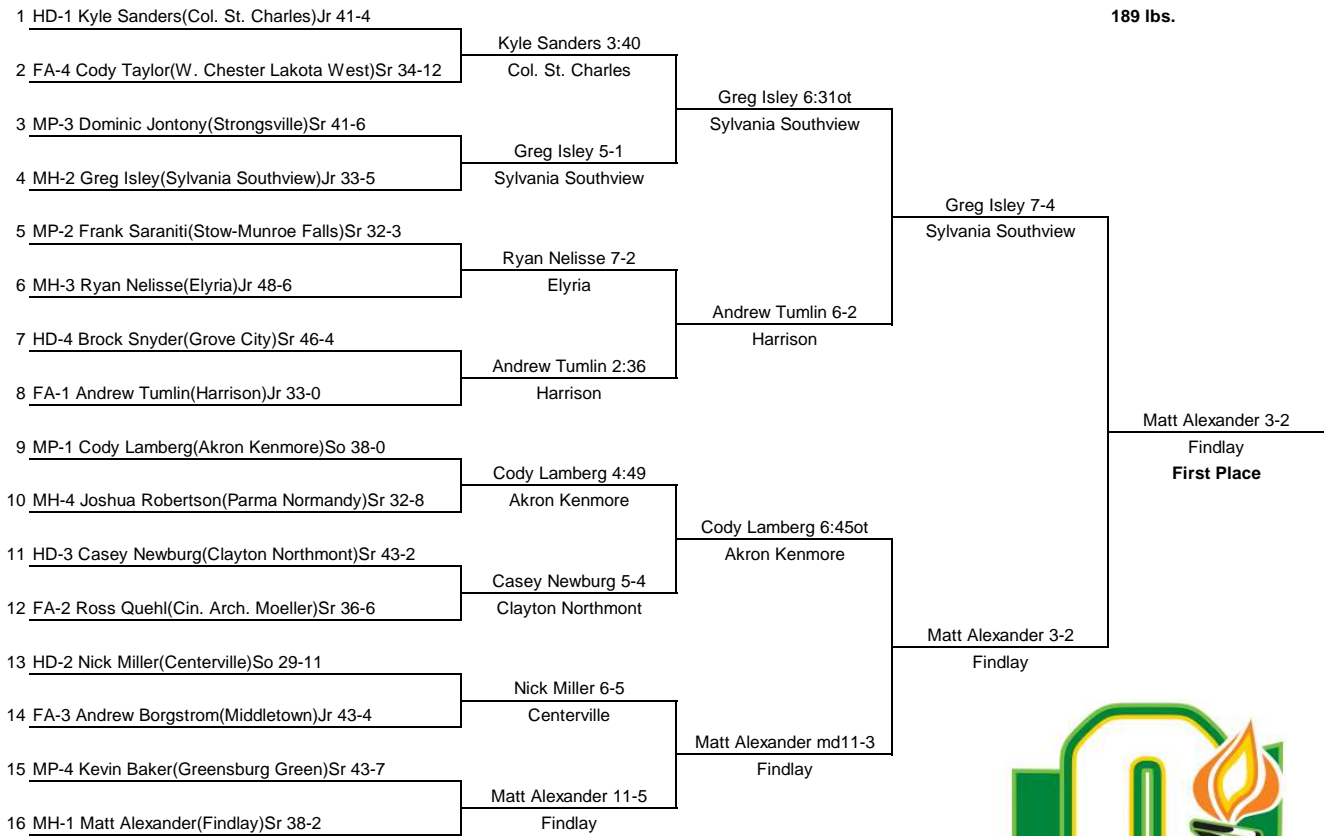 1 HD-1 Kyle Sanders(Col. St. Charles)Jr 41-4
189 lbs.
Kyle Sanders 3:40
2 FA-4 Cody Taylor(W. Chester Lakota West)Sr 34-12
Col. St. Charles
Greg Isley 6:31ot
3 MP-3 Dominic Jontony(Strongsville)Sr 41-6
Sylvania Southview
Greg Isley 5-1
4 MH-2 Greg Isley(Sylvania Southview)Jr 33-5
Sylvania Southview
Greg Isley 7-4
5 MP-2 Frank Saraniti(Stow-Munroe Falls)Sr 32-3
Sylvania Southview
Ryan Nelisse 7-2
6 MH-3 Ryan Nelisse(Elyria)Jr 48-6
Elyria
Andrew Tumlin 6-2
7 HD-4 Brock Snyder(Grove City)Sr 46-4
Harrison
Andrew Tumlin 2:36
8 FA-1 Andrew Tumlin(Harrison)Jr 33-0
Harrison
Matt Alexander 3-2
9 MP-1 Cody Lamberg(Akron Kenmore)So 38-0
Findlay
Cody Lamberg 4:49
First Place
10 MH-4 Joshua Robertson(Parma Normandy)Sr 32-8
Akron Kenmore
Cody Lamberg 6:45ot
11 HD-3 Casey Newburg(Clayton Northmont)Sr 43-2
Akron Kenmore
Casey Newburg 5-4
12 FA-2 Ross Quehl(Cin. Arch. Moeller)Sr 36-6
Clayton Northmont
Matt Alexander 3-2
13 HD-2 Nick Miller(Centerville)So 29-11
Findlay
Nick Miller 6-5
14 FA-3 Andrew Borgstrom(Middletown)Jr 43-4
Centerville
Matt Alexander md11-3
15 MP-4 Kevin Baker(Greensburg Green)Sr 43-7
Findlay
Matt Alexander 11-5
16 MH-1 Matt Alexander(Findlay)Sr 38-2
Findlay